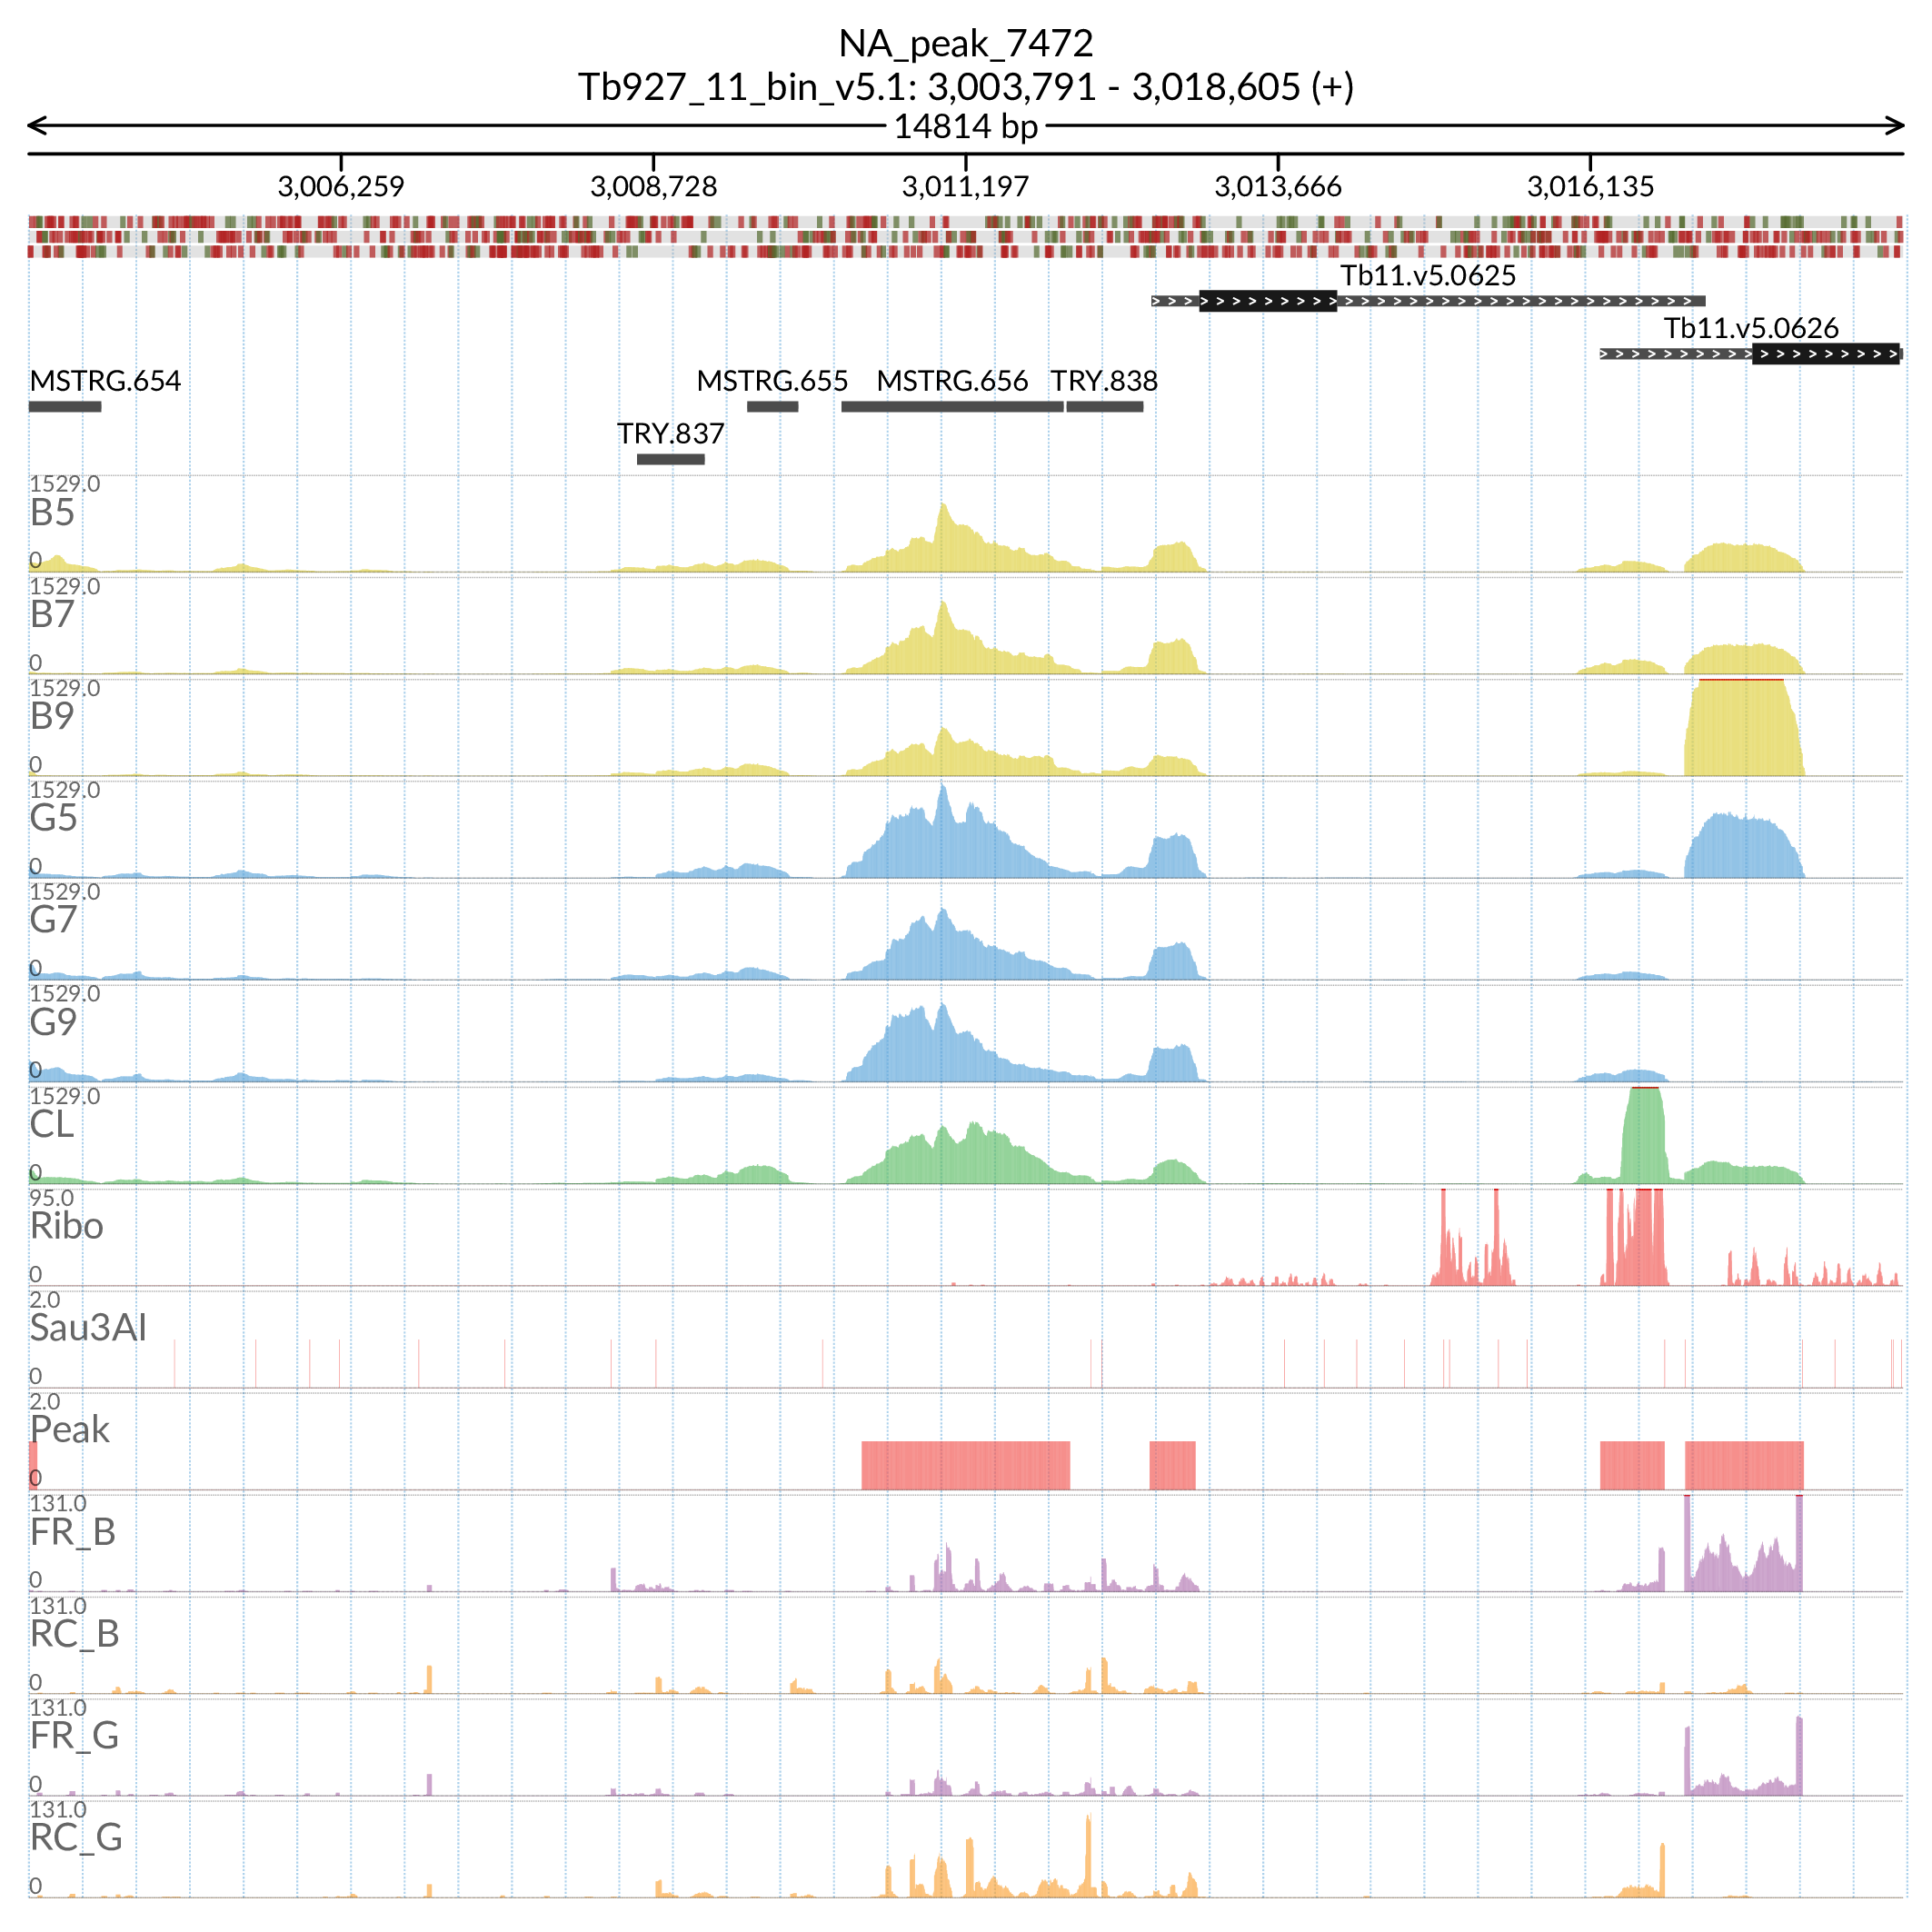 NA_peak_7472
Tb927_11_bin_v5.1: 3,003,791 - 3,018,605 (+)
14814 bp
3,006,259 3,008,728 3,011,197 3,013,666 3,016,135
Tb11.v5.0625
Tb11.v5.0626
MSTRG.654 MSTRG.655 MSTRG.656 TRY.838
TRY.837
1529.0
B5
0
1529.0
B7
0
1529.0
B9
0
1529.0
G5
0
1529.0
G7
0
1529.0
G9
0
1529.0
CL
0
95.0
Ribo
0
2.0
Sau3AI
0
2.0
Peak
0
131.0
FR_B
0
131.0
RC_B
0
131.0
FR_G
0
131.0
RC_G
0